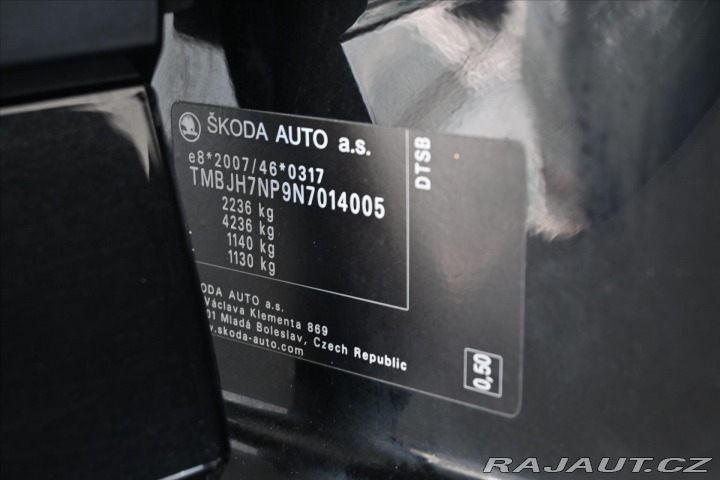 ŠKODA AUTO a.s.
e8*2007/46*0317
TMBJH7NP9N7014005
2236 kg
4236 kg
1140 kg
1130 kg
DTSB
ODA AUTO a.s.
Václava Klementa 869
01 Mladá Boleslav, Czech Republic
.skoda-auto.com
0,50
RAJAUT.CZ